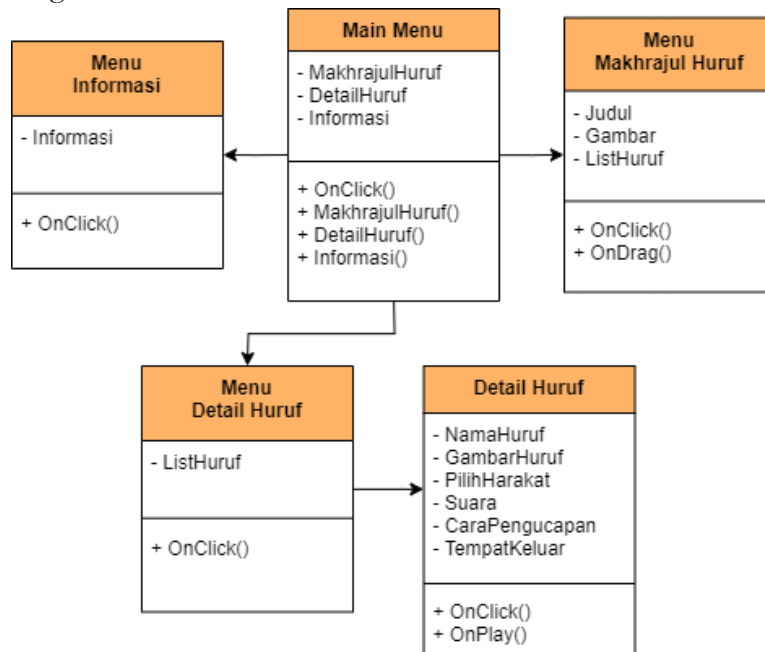 Main Menu
- MakhrajulHuruf
- DetailHuruf
- Informasi
+ OnClick()
+ MakhrajulHuruf()
+ DetailHuruf()
+ Informasi()
Menu
Informasi
- Informasi
+ OnClick()
Menu
Makhrajul Huruf
- Judul
- Gambar
- ListHuruf
+ OnClick()
+ OnDrag()
Menu
Detail Huruf
- ListHuruf
+ OnClick()
Detail Huruf
- NamaHuruf
- GambarHuruf
- PilihHarakat
- Suara
- CaraPengucapan
- TempatKeluar
+ OnClick()
+ OnPlay()